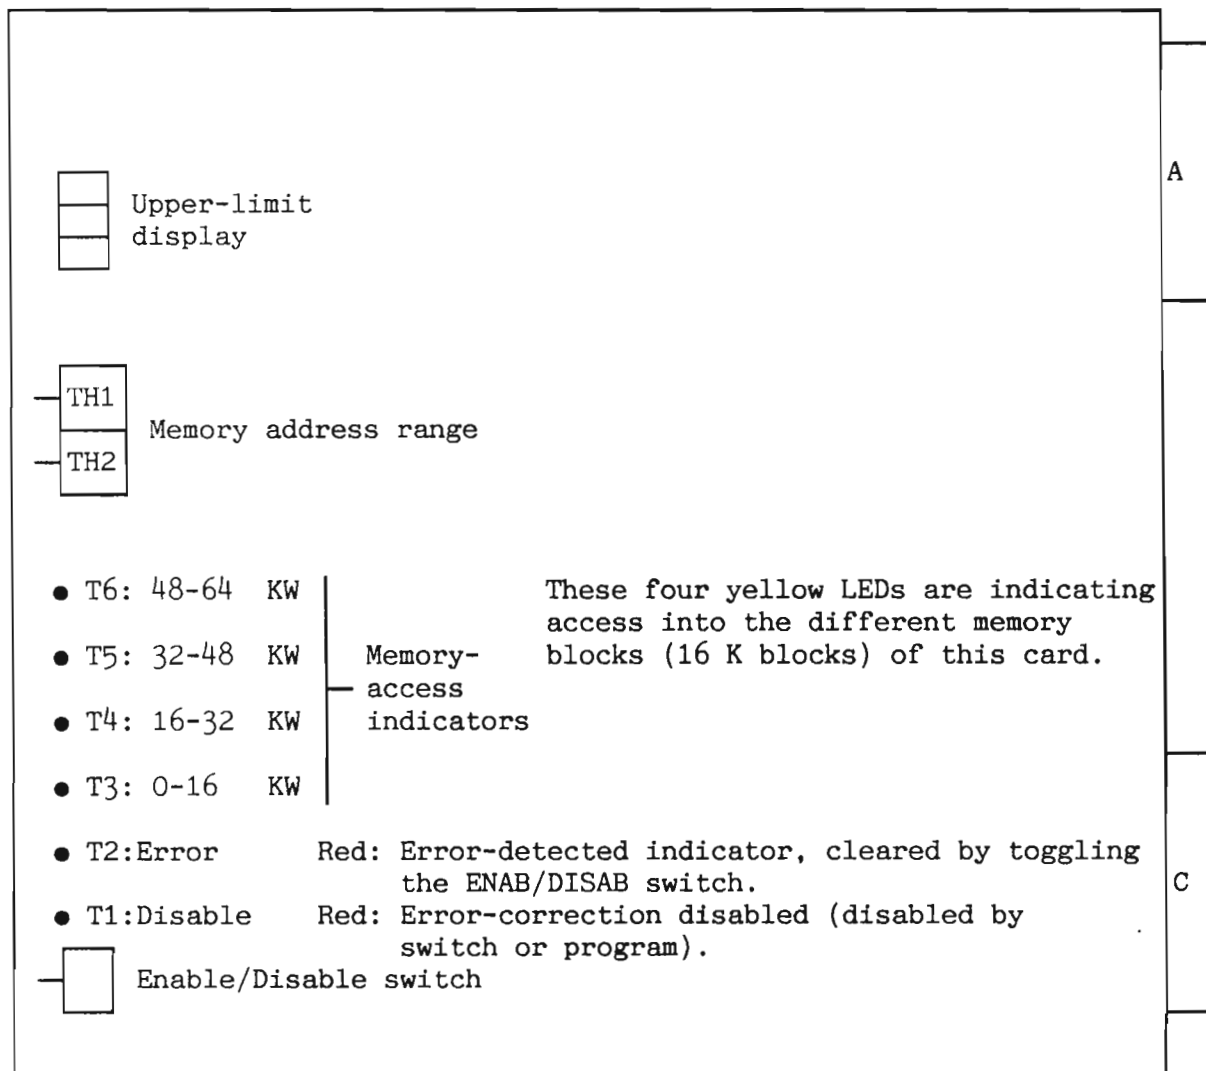 A
Upper-limit
display
TH1
Memory address range
TH2
T6: 48-64 KW
T5: 32-48 KW
T4: 16-32 KW
T3: 0-16 KW
Memory-
access
indicators
These four yellow LEDs are indicating
access into the different memory
blocks (16 K blocks) of this card.
T2:Error Red: Error-detected indicator, cleared by toggling
the ENAB/DISAB switch.
C
T1:Disable Red: Error-correction disabled (disabled by
switch or program).
Enable/Disable switch